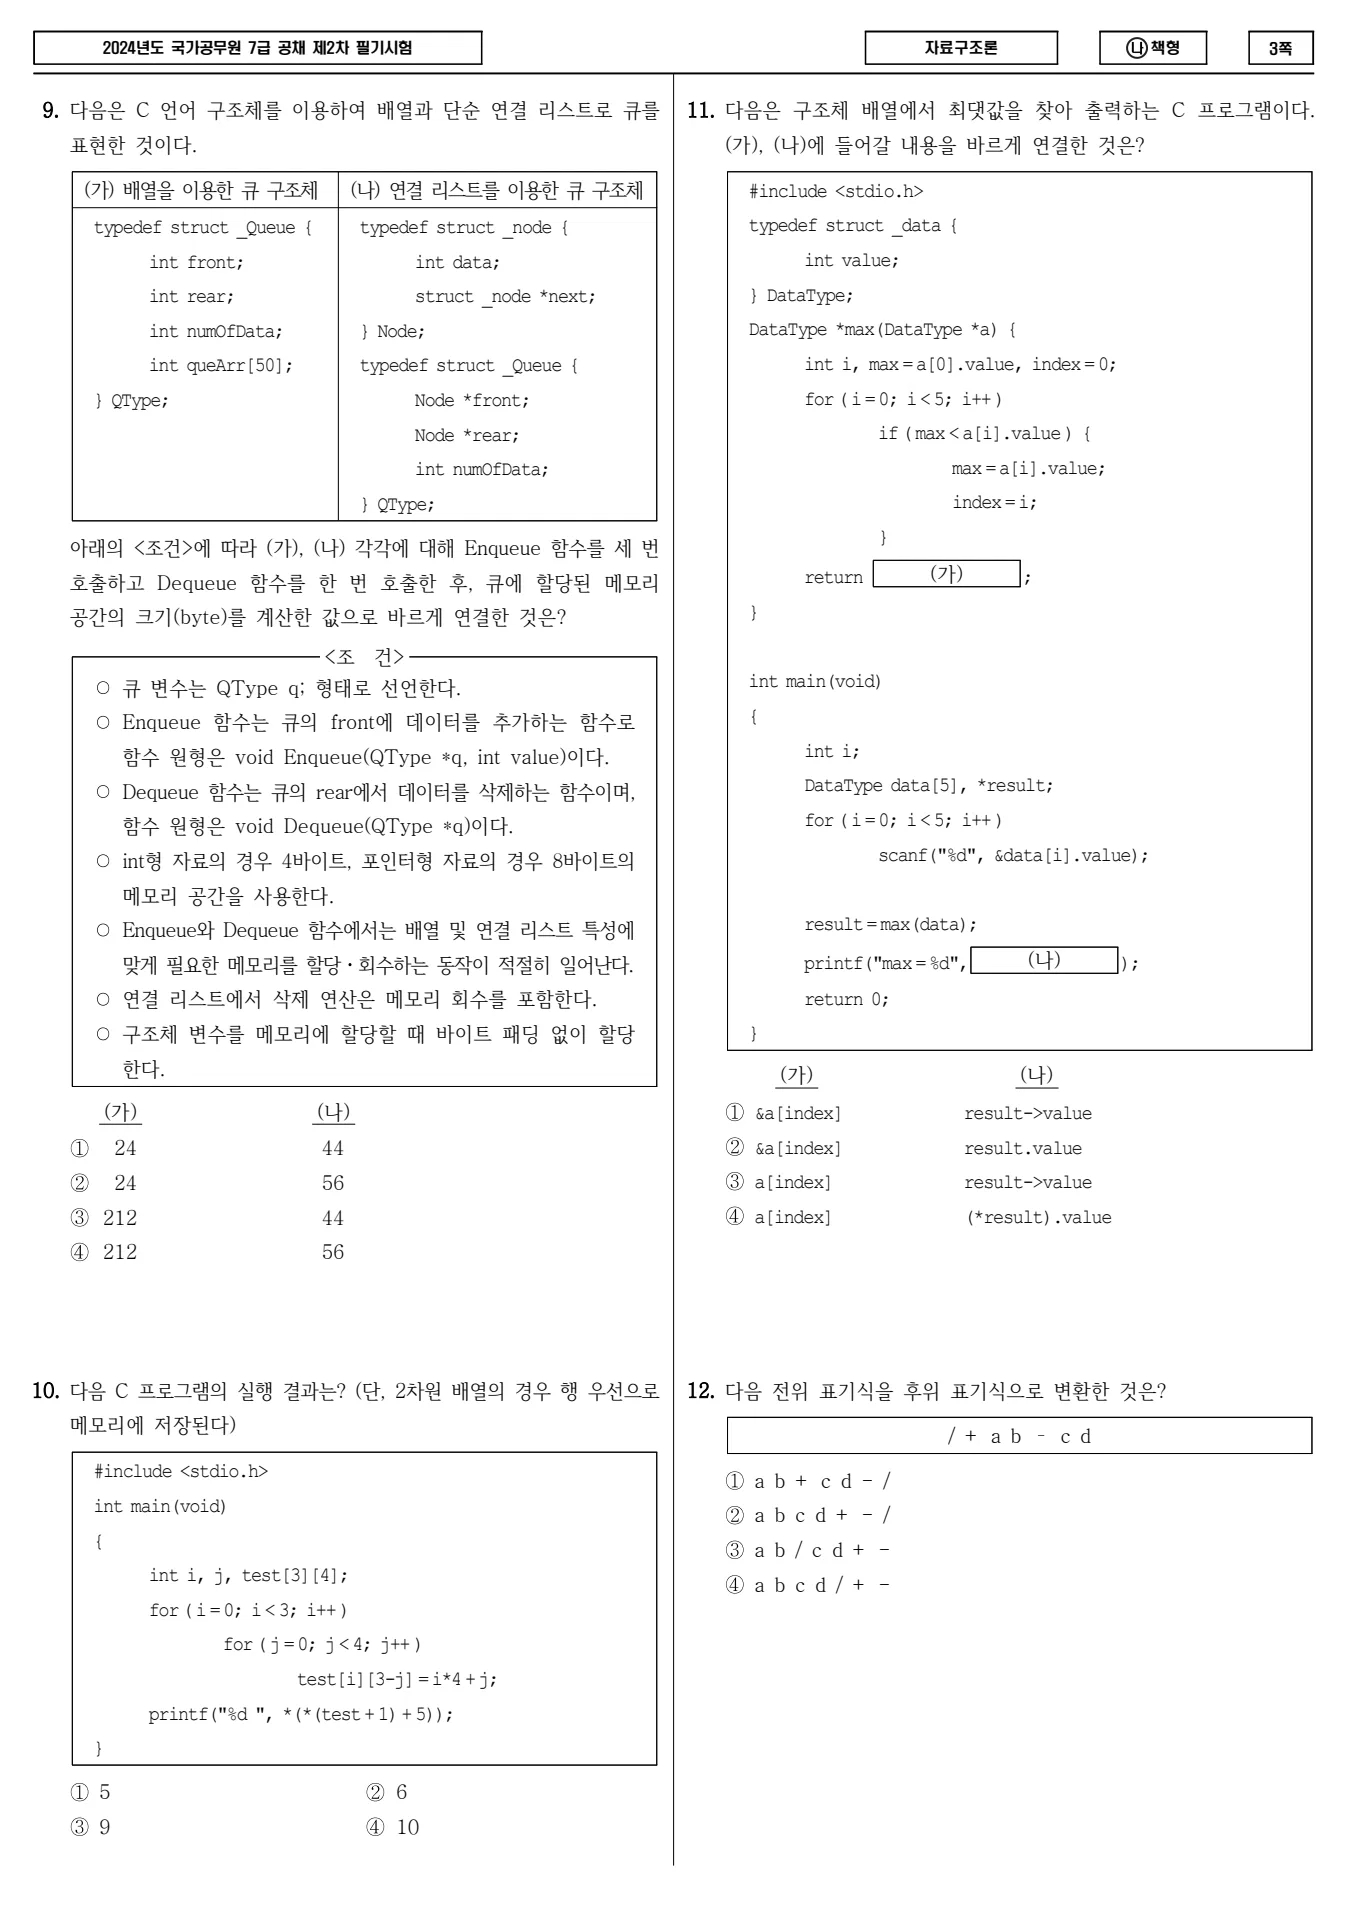 2024년도 국가공무원 7급 공채 제2차 필기시험
자료구조론
㉯ 책형
3쪽
9. 다음은 C 언어 구조체를 이용하여 배열과 단순 연결 리스트로 큐를
표현한 것이다.
(가) 배열을 이용한 큐 구조체
typedef struct _Queue {
int front;
int rear;
int numOfData;
int queArr[50];
} QType;
(나) 연결 리스트를 이용한 큐 구조체
typedef struct _node {
int data;
struct _node *next;
} Node;
typedef struct _Queue {
Node *front;
Node *rear;
int numOfData;
} QType;
아래의 <조건>에 따라 (가), (나) 각각에 대해 Enqueue 함수를 세 번
호출하고 Dequeue 함수를 한 번 호출한 후, 큐에 할당된 메모리
공간의 크기(byte)를 계산한 값으로 바르게 연결한 것은?
<조 건>
○ 큐 변수는 QType q; 형태로 선언한다.
○ Enqueue 함수는 큐의 front에 데이터를 추가하는 함수로
함수 원형은 void Enqueue(QType *q, int value)이다.
○ Dequeue 함수는 큐의 rear에서 데이터를 삭제하는 함수이며,
함수 원형은 void Dequeue(QType *q)이다.
○ int형 자료의 경우 4바이트, 포인터형 자료의 경우 8바이트의
메모리 공간을 사용한다.
○ Enqueue와 Dequeue 함수에서는 배열 및 연결 리스트 특성에
맞게 필요한 메모리를 할당·회수하는 동작이 적절히 일어난다.
○ 연결 리스트에서 삭제 연산은 메모리 회수를 포함한다.
○ 구조체 변수를 메모리에 할당할 때 바이트 패딩 없이 할당
한다.
(가) (나)
① 24 44
② 24 56
③ 212 44
④ 212 56
10. 다음 C 프로그램의 실행 결과는? (단, 2차원 배열의 경우 행 우선으로
메모리에 저장된다)
#include <stdio.h>
int main(void)
{
int i, j, test[3][4];
for (i=0; i<3; i++)
for (j=0; j<4; j++)
test[i][3-j]=i*4+j;
printf("%d ", *(*(test+1)+5));
}
① 5 ② 6
③ 9 ④ 10
11. 다음은 구조체 배열에서 최댓값을 찾아 출력하는 C 프로그램이다.
(가), (나)에 들어갈 내용을 바르게 연결한 것은?
#include <stdio.h>
typedef struct _data {
int value;
} DataType;
DataType *max(DataType *a) {
int i, max=a[0].value, index=0;
for (i=0; i<5; i++)
if (max<a[i].value) {
max=a[i].value;
index=i;
}
return (가) ;
}
int main(void)
{
int i;
DataType data[5], *result;
for (i=0; i<5; i++)
scanf("%d", &data[i].value);
result=max(data);
printf("max=%d", (나) );
return 0;
}
(가) (나)
① &a[index] result->value
② &a[index] result.value
③ a[index] result->value
④ a[index] (*result).value
12. 다음 전위 표기식을 후위 표기식으로 변환한 것은?
/ + a b - c d
① a b + c d - /
② a b c d + - /
③ a b / c d + -
④ a b c d / + -